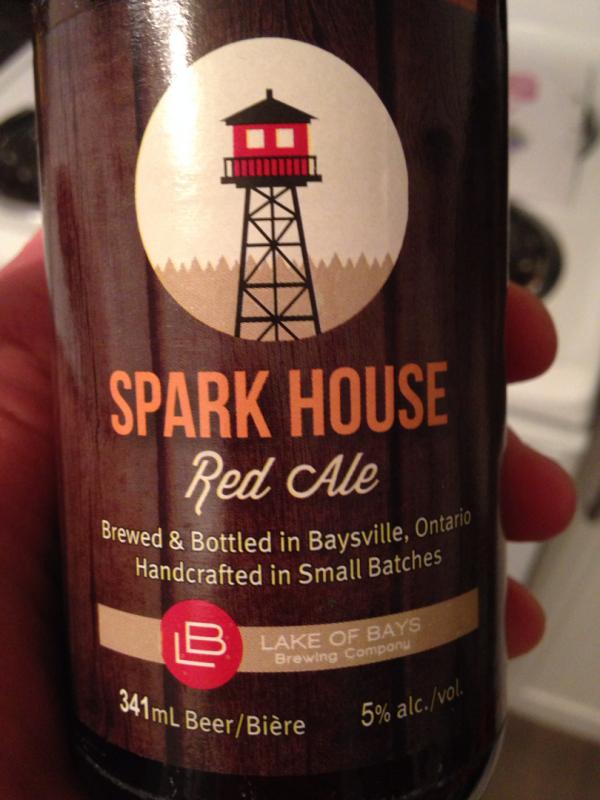 SPARK HOUSE
Red Ale
Brewed & Bottled in Baysville, Ontario
Handcrafted in Small Batches
LB LAKE OF BAYS
Brewing Company
341mL Beer/Bière 5% alc./vol.